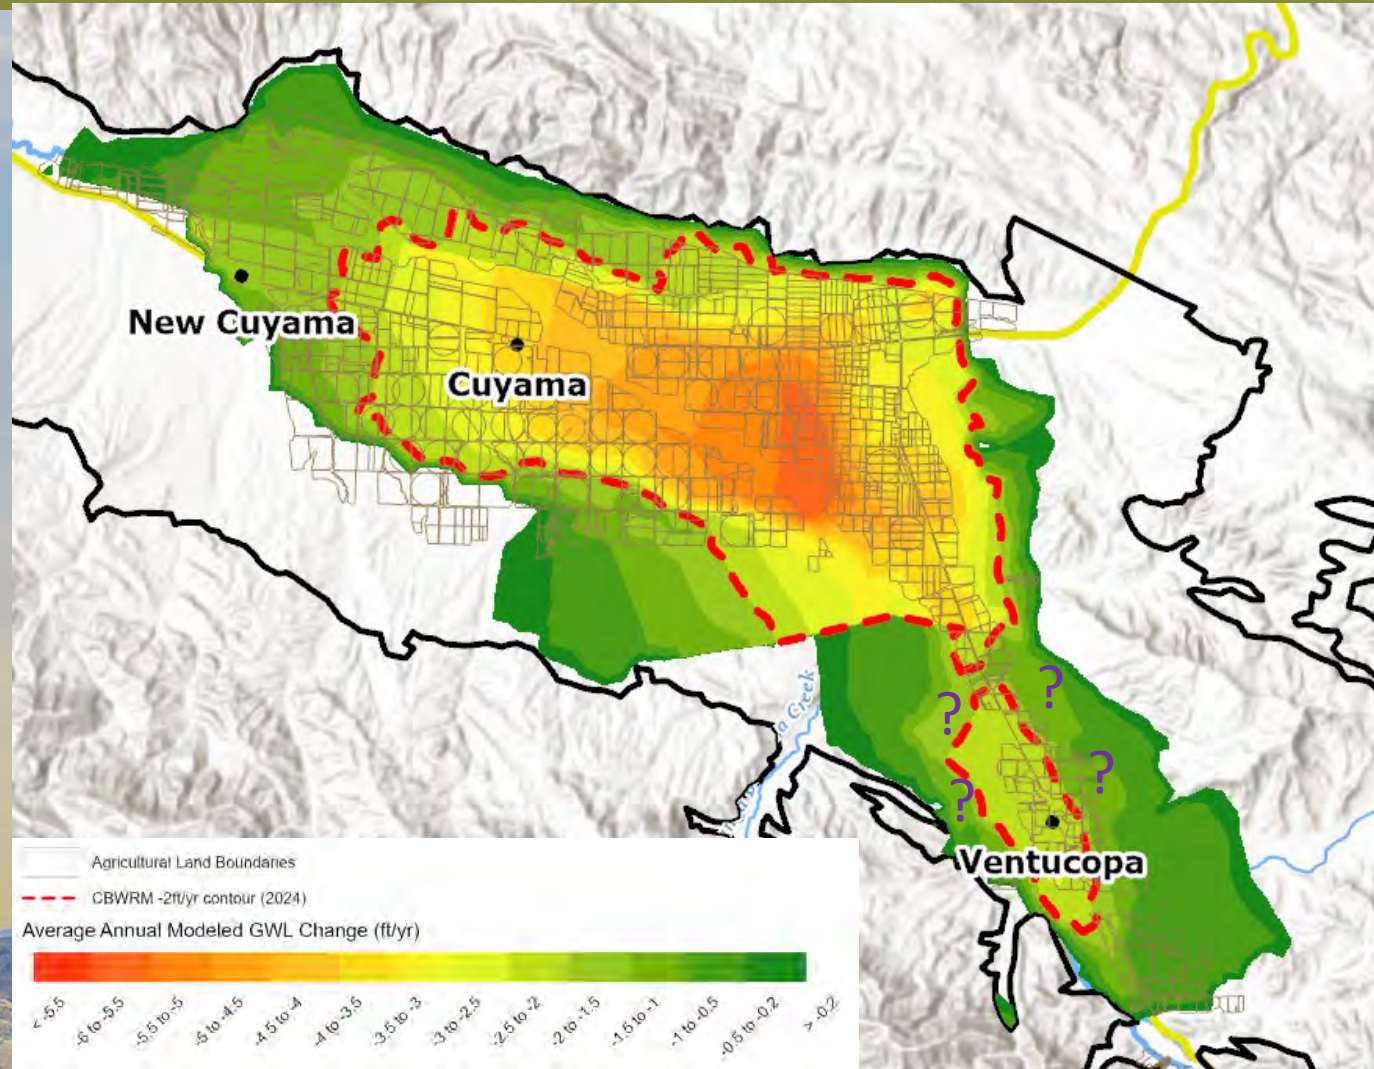 New Cuyama
Cuyama
a Creek
?
?
?
?
Ventucopa
Agricultural Land Boundaries
CBWRM -2ft/yr contour (2024)
Average Annual Modeled GWL Change (ft/yr)
< -5.5
-6 to -5.5
-5.5 to -5
-5 to -4.5
-4.5 to -4
-4 to -3.5
-3.5 to -3
-3 to -2.5
-2.5 to -2
-2 to -1.5
-1.5 to -1
-1 to -0.5
-0.5 to -0.2
> -0.2